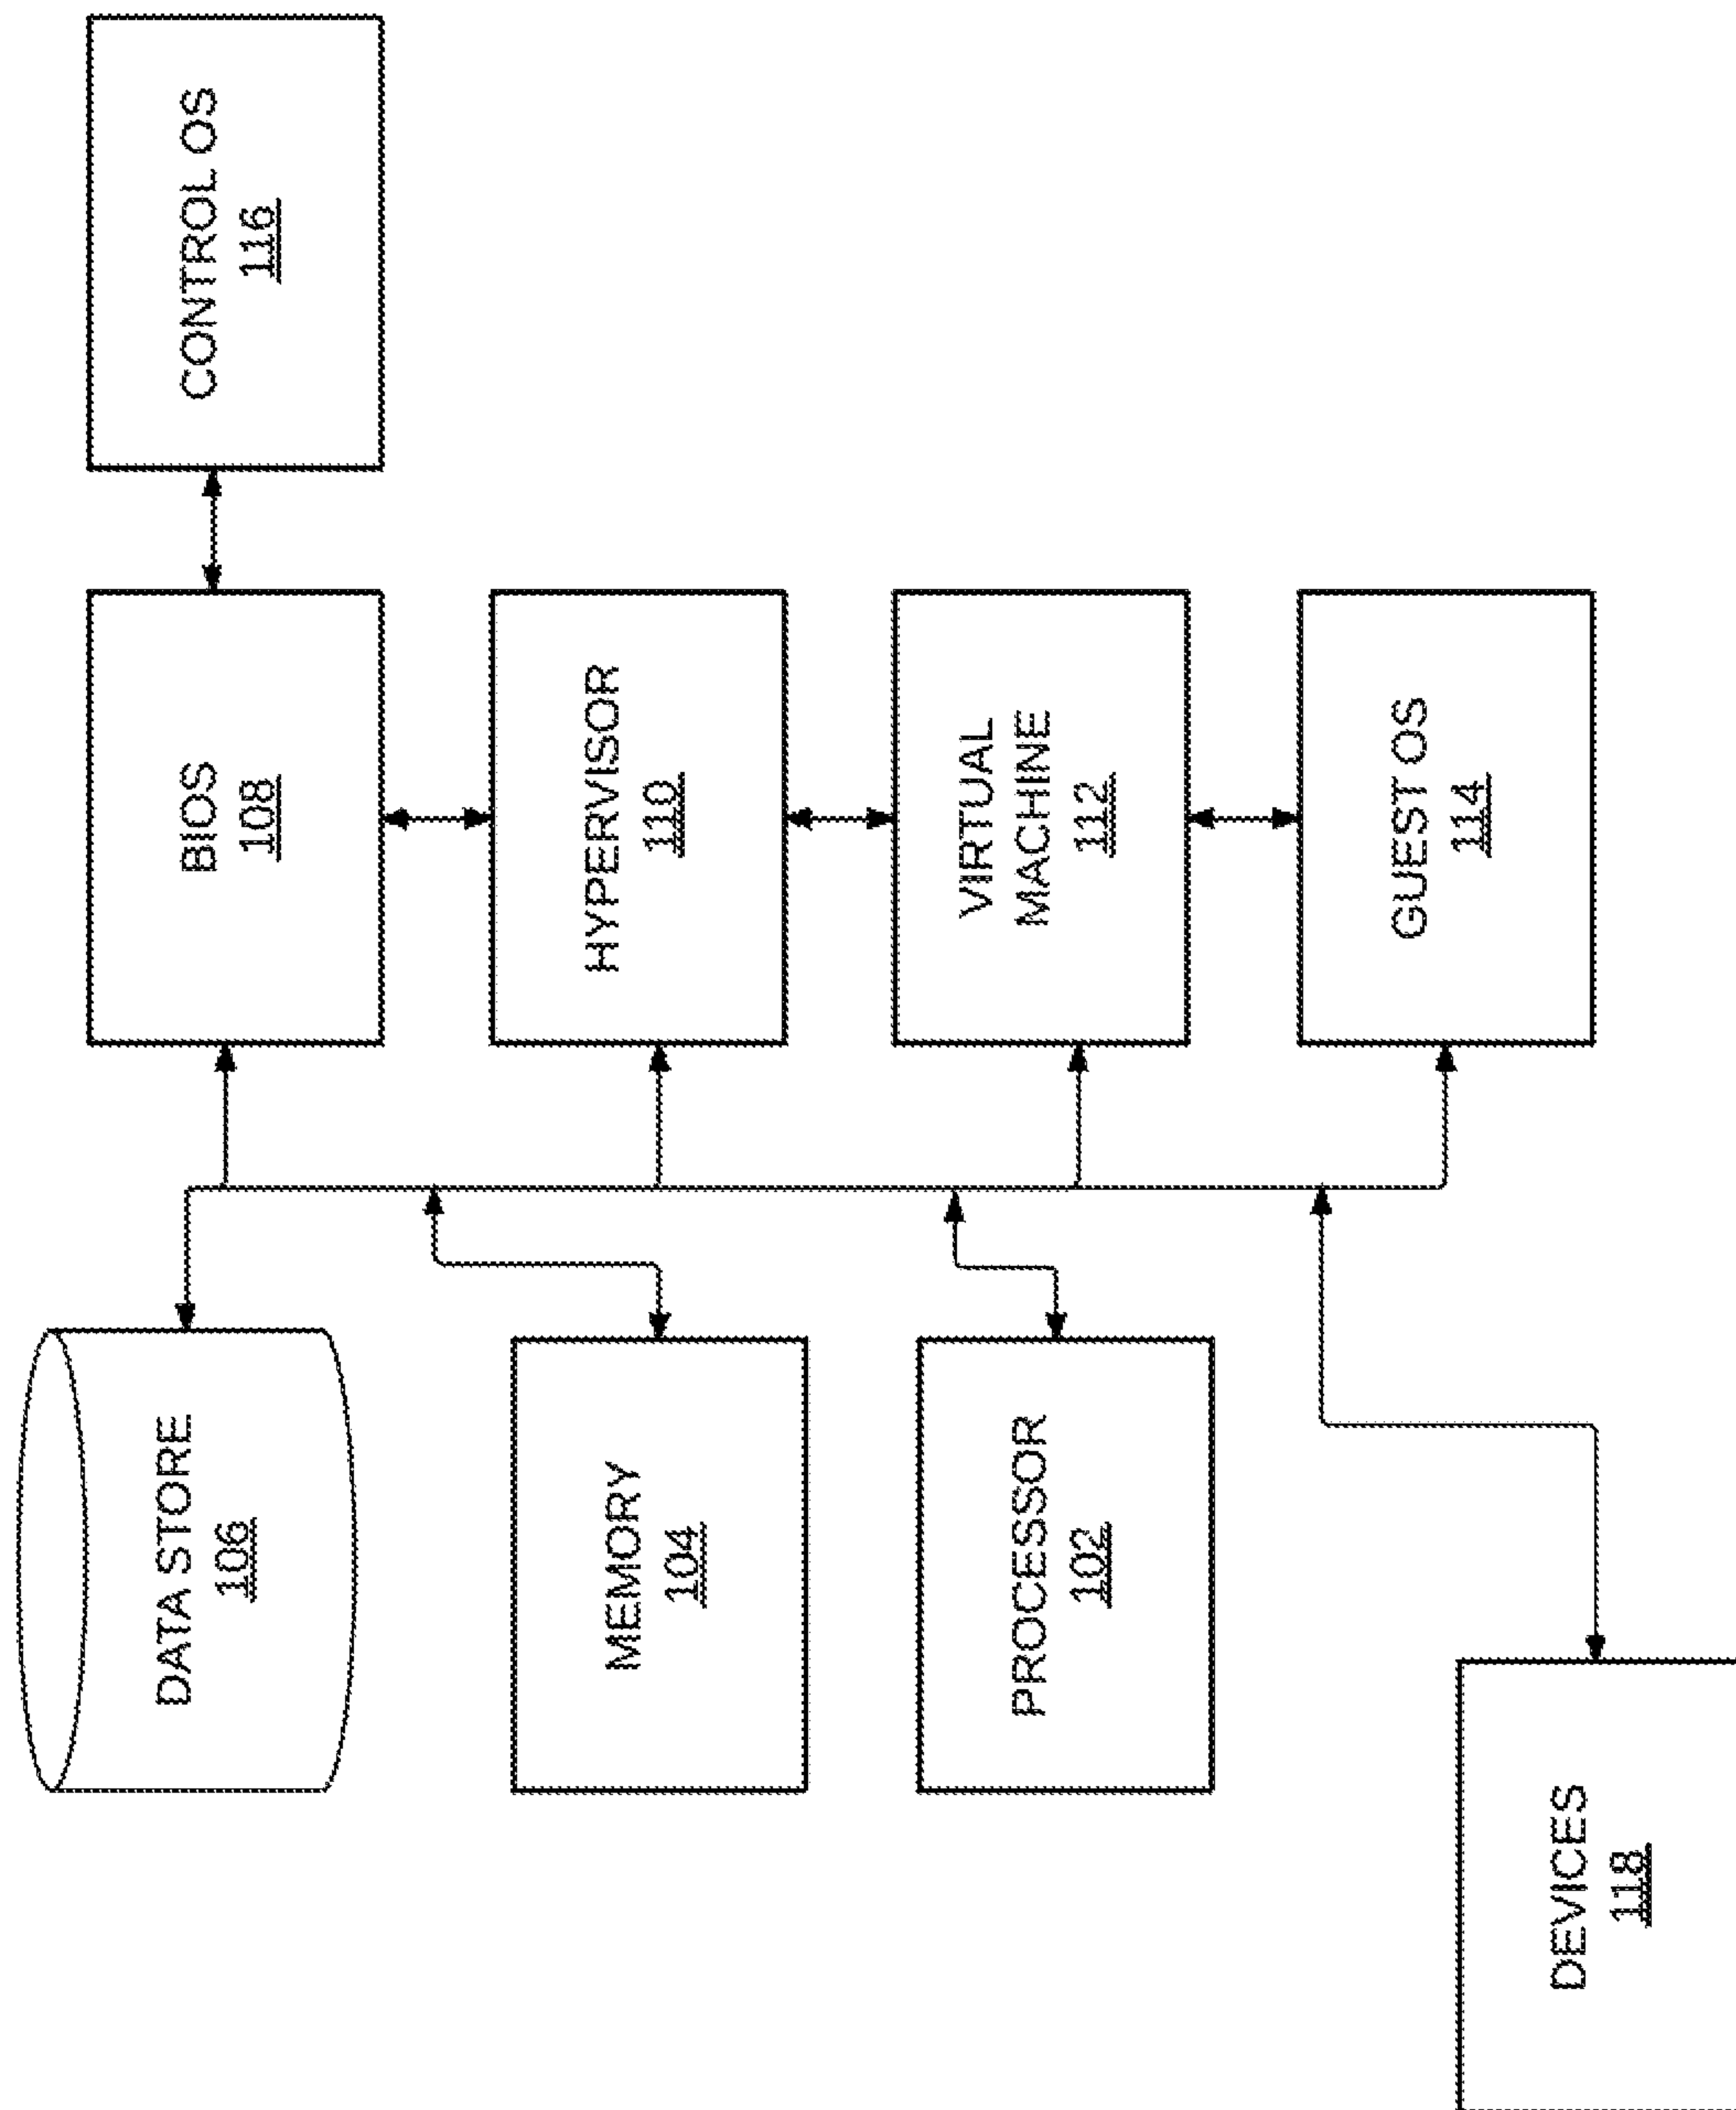 CONTROL OS
116
BIOS
108
HYPERVISOR
110
VIRTUAL
MACHINE
112
GUEST OS
114
DATA STORE
106
MEMORY
104
PROCESSOR
102
DEVICES
118